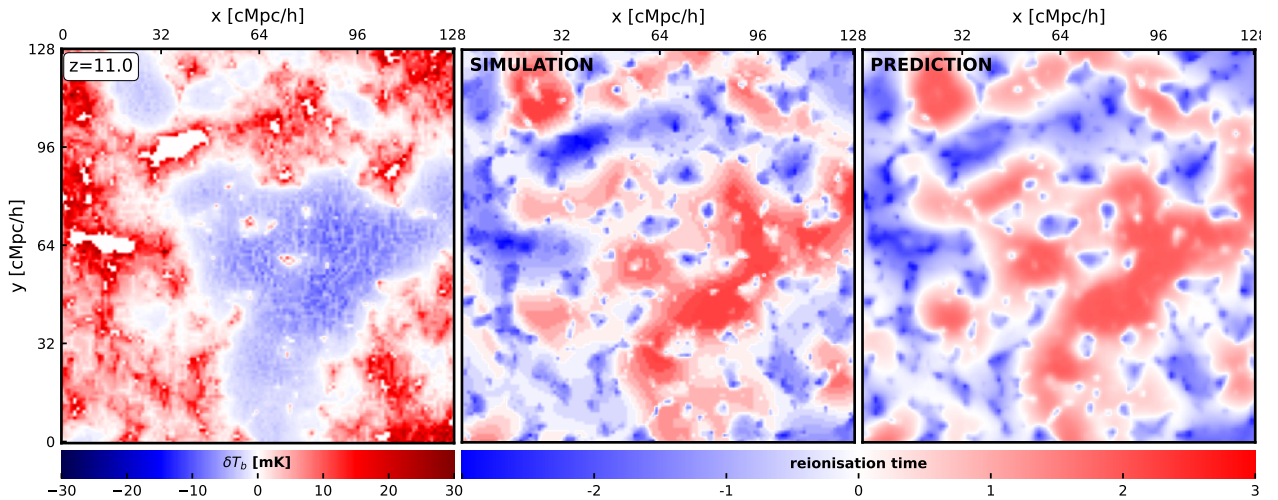 x [cMpc/h] x [cMpc/h] x [cMpc/h]
0 32 64 96 128 32 64 96 128 32 64 96 128
128
z=11.0 SIMULATION PREDICTION
96
y [cMpc/h]
64
32
0
δT_b [mK] reionisation time
−30 −20 −10 0 10 20 30 -2 -1 0 1 2 3